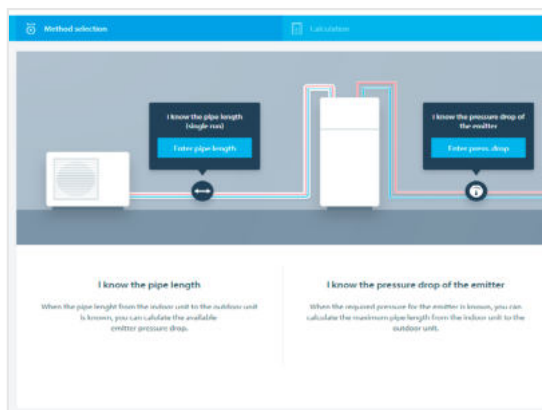 Method selection
Calculation
I know the pipe length
(single run)
Enter pipe length
I know the pressure drop of
the emitter
Enter press. drop
I know the pipe length
When the pipe lenght from the indoor unit to the outdoor unit
is known, you can calulate the available
emitter pressure drop.
I know the pressure drop of the emitter
When the required pressure for the emitter is known, you can
calculate the maximum pipe length from the indoor unit to the
outdoor unit.